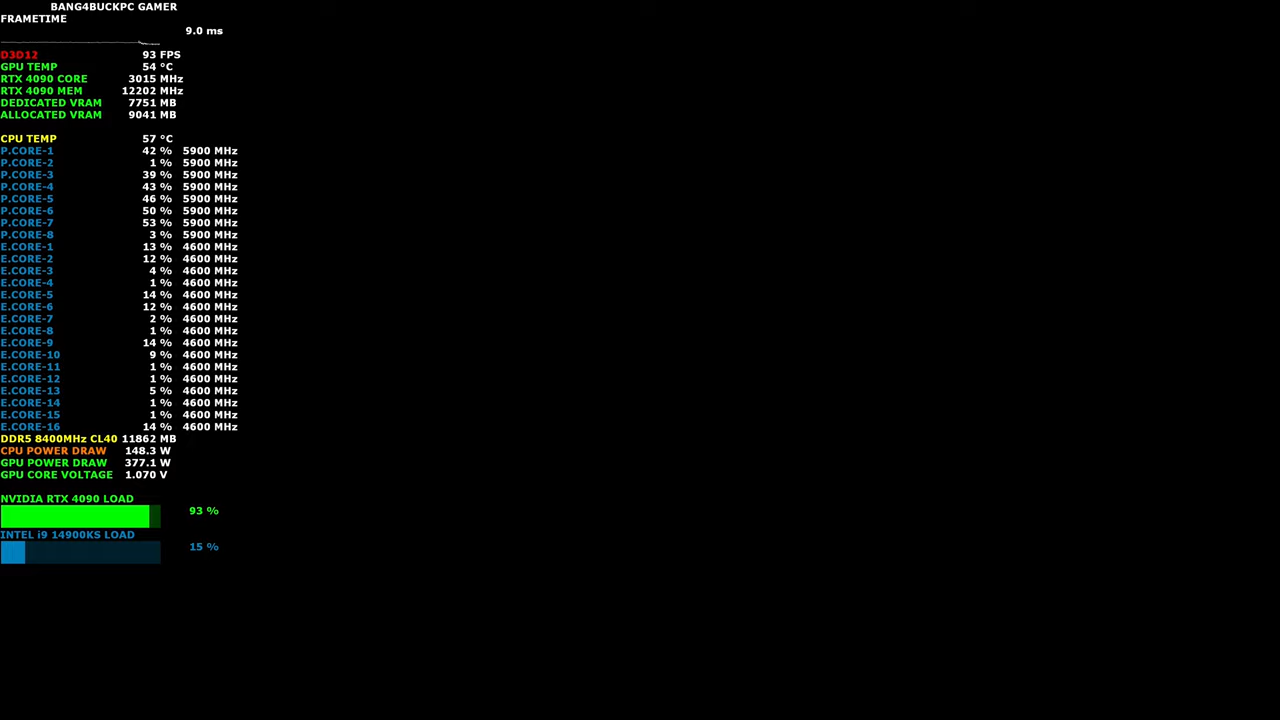 BANG4BUCKPC GAMER
FRAMETIME
9.0 ms
D3D12 93 FPS
GPU TEMP 54 °C
RTX 4090 CORE 3015 MHz
RTX 4090 MEM 12202 MHz
DEDICATED VRAM 7751 MB
ALLOCATED VRAM 9041 MB
CPU TEMP 57 °C
P.CORE-1 42 % 5900 MHz
P.CORE-2 1 % 5900 MHz
P.CORE-3 39 % 5900 MHz
P.CORE-4 43 % 5900 MHz
P.CORE-5 46 % 5900 MHz
P.CORE-6 50 % 5900 MHz
P.CORE-7 53 % 5900 MHz
P.CORE-8 3 % 5900 MHz
E.CORE-1 13 % 4600 MHz
E.CORE-2 12 % 4600 MHz
E.CORE-3 4 % 4600 MHz
E.CORE-4 1 % 4600 MHz
E.CORE-5 14 % 4600 MHz
E.CORE-6 12 % 4600 MHz
E.CORE-7 2 % 4600 MHz
E.CORE-8 1 % 4600 MHz
E.CORE-9 14 % 4600 MHz
E.CORE-10 9 % 4600 MHz
E.CORE-11 1 % 4600 MHz
E.CORE-12 1 % 4600 MHz
E.CORE-13 5 % 4600 MHz
E.CORE-14 1 % 4600 MHz
E.CORE-15 1 % 4600 MHz
E.CORE-16 14 % 4600 MHz
DDR5 8400MHz CL40 11862 MB
CPU POWER DRAW 148.3 W
GPU POWER DRAW 377.1 W
GPU CORE VOLTAGE 1.070 V
NVIDIA RTX 4090 LOAD
93 %
INTEL i9 14900KS LOAD
15 %